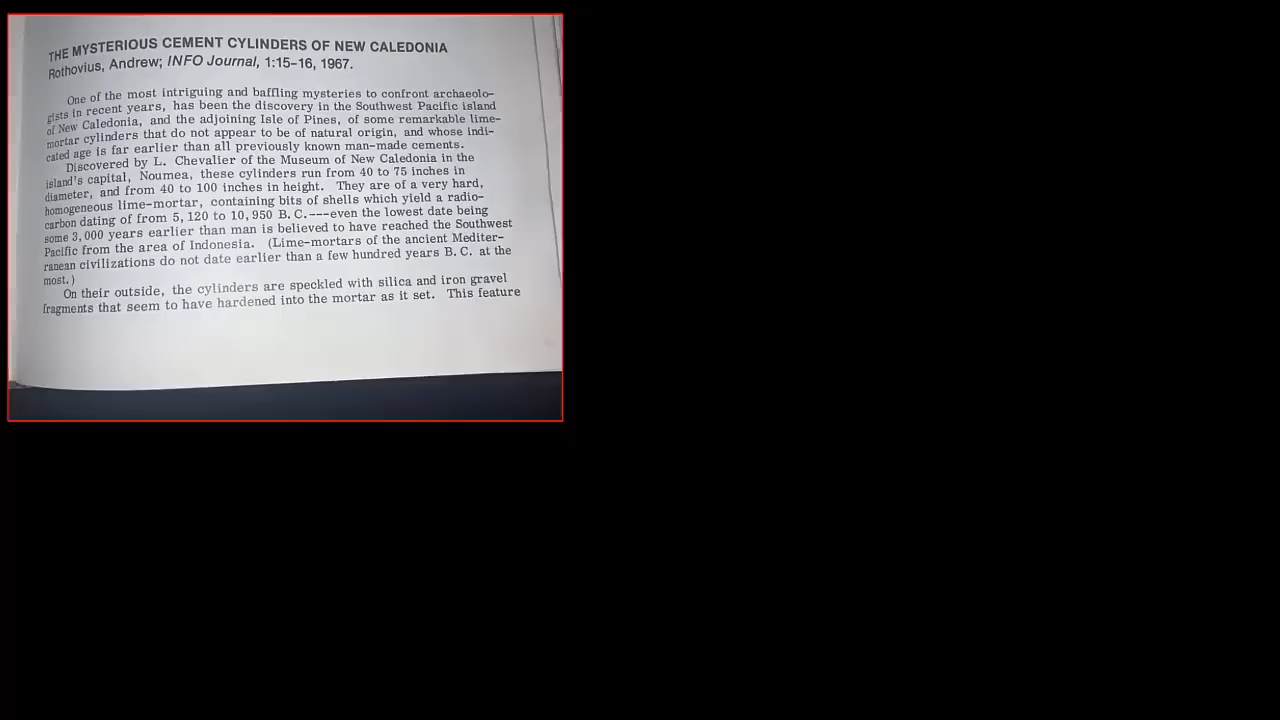 THE MYSTERIOUS CEMENT CYLINDERS OF NEW CALEDONIA
Rothovius, Andrew; INFO Journal, 1:15-16, 1967.
One of the most intriguing and baffling mysteries to confront archaeolo-
gists in recent years, has been the discovery in the Southwest Pacific island
of New Caledonia, and the adjoining Isle of Pines, of some remarkable lime-
mortar cylinders that do not appear to be of natural origin, and whose indi-
cated age is far earlier than all previously known man-made cements.
Discovered by L. Chevalier of the Museum of New Caledonia in the
island's capital, Noumea, these cylinders run from 40 to 75 inches in
diameter, and from 40 to 100 inches in height. They are of a very hard,
homogeneous lime-mortar, containing bits of shells which yield a radio-
carbon dating of from 5,120 to 10,950 B.C.---even the lowest date being
some 3,000 years earlier than man is believed to have reached the Southwest
Pacific from the area of Indonesia. (Lime-mortars of the ancient Mediter-
ranean civilizations do not date earlier than a few hundred years B.C. at the
most.)
On their outside, the cylinders are speckled with silica and iron gravel
fragments that seem to have hardened into the mortar as it set. This feature